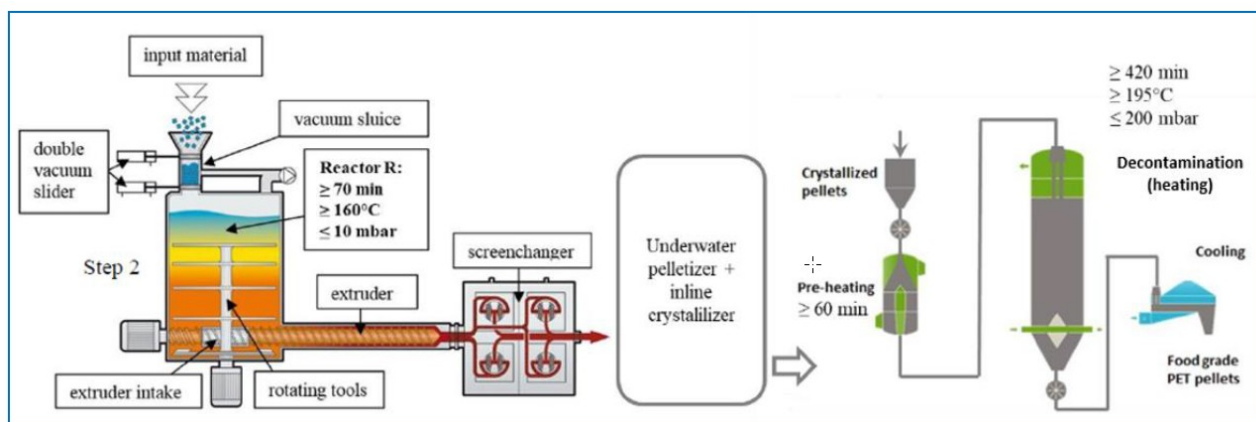 input material
vacuum sluice
double
vacuum
slider
Reactor R:
≥ 70 min
≥ 160°C
≤ 10 mbar
Step 2
screenchanger
extruder
extruder intake
rotating tools
Underwater
pelletizer +
inline
crystalilizer
Crystallized
pellets
Pre-heating
≥ 60 min
≥ 420 min
≥ 195°C
≤ 200 mbar
Decontamination
(heating)
Cooling
Food grade
PET pellets